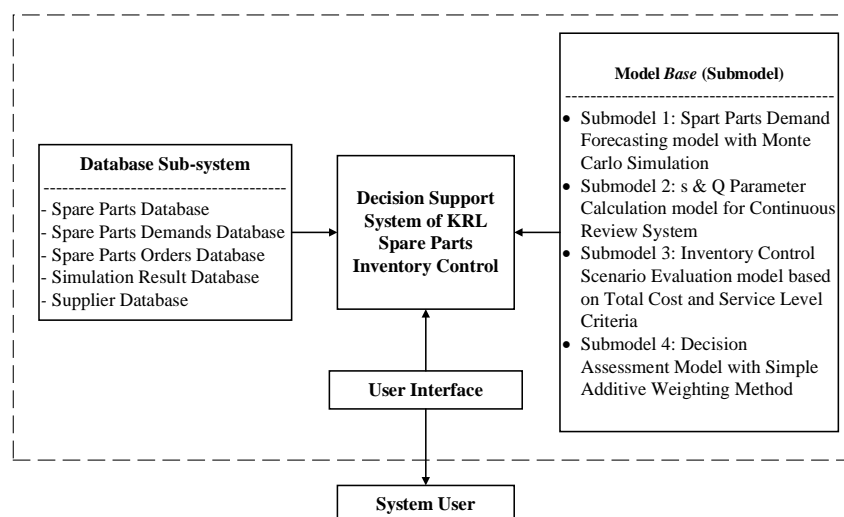 Database Sub-system
- Spare Parts Database
- Spare Parts Demands Database
- Spare Parts Orders Database
- Simulation Result Database
- Supplier Database
Decision Support
System of KRL
Spare Parts
Inventory Control
User Interface
System User
Model Base (Submodel)
• Submodel 1: Spart Parts Demand
Forecasting model with Monte
Carlo Simulation
• Submodel 2: s & Q Parameter
Calculation model for Continuous
Review System
• Submodel 3: Inventory Control
Scenario Evaluation model based
on Total Cost and Service Level
Criteria
• Submodel 4: Decision
Assessment Model with Simple
Additive Weighting Method